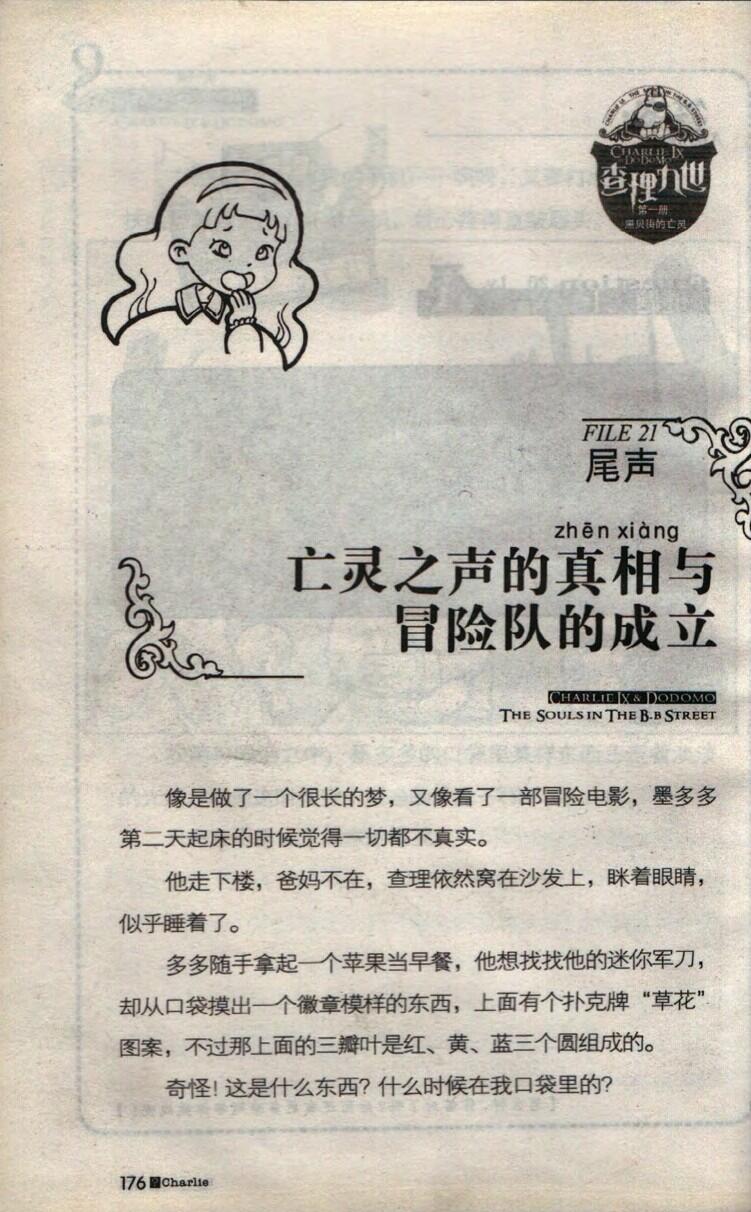 CHARLIE IX
DODOMO
查理九世
第一册
黑贝街的亡灵
FILE 21
尾声
zhēn xiàng
亡灵之声的真相与
冒险队的成立
CHARLIE IX & DODOMO
THE SOULS IN THE B.B STREET
像是做了一个很长的梦，又像看了一部冒险电影，墨多多
第二天起床的时候觉得一切都不真实。
他走下楼，爸妈不在，查理依然窝在沙发上，眯着眼睛，
似乎睡着了。
多多随手拿起一个苹果当早餐，他想找找他的迷你军刀，
却从口袋摸出一个徽章模样的东西，上面有个扑克牌“草花”
图案，不过那上面的三瓣叶是红、黄、蓝三个圆组成的。
奇怪！这是什么东西？什么时候在我口袋里的？
176 Charlie